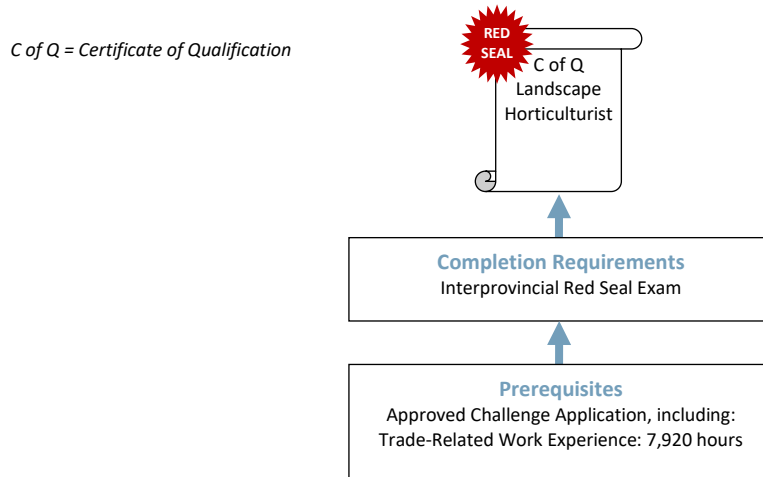 C of Q = Certificate of Qualification
RED
SEAL
C of Q
Landscape
Horticulturist
Completion Requirements
Interprovincial Red Seal Exam
Prerequisites
Approved Challenge Application, including:
Trade-Related Work Experience: 7,920 hours